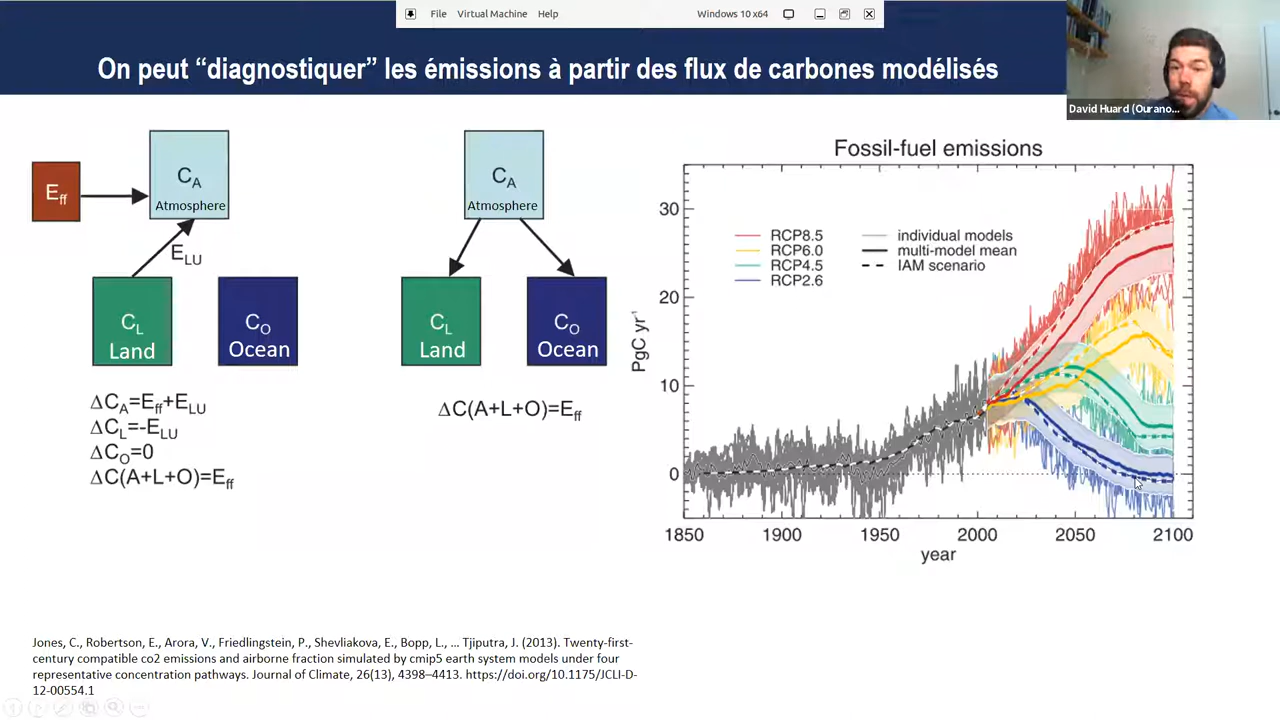 File Virtual Machine Help
Windows 10 x64
On peut “diagnostiquer” les émissions à partir des flux de carbones modélisés
David Huard (Ourano...
Eff
CA
Atmosphere
ELU
CL
Land
CO
Ocean
ΔCA=Eff+ELU
ΔCL=-ELU
ΔCO=0
ΔC(A+L+O)=Eff
CA
Atmosphere
CL
Land
CO
Ocean
ΔC(A+L+O)=Eff
Fossil-fuel emissions
RCP8.5
RCP6.0
RCP4.5
RCP2.6
individual models
multi-model mean
IAM scenario
PgC yr-1
30
20
10
0
1850 1900 1950 2000 2050 2100
year
Jones, C., Robertson, E., Arora, V., Friedlingstein, P., Shevliakova, E., Bopp, L., … Tjiputra, J. (2013). Twenty-first-
century compatible co2 emissions and airborne fraction simulated by cmip5 earth system models under four
representative concentration pathways. Journal of Climate, 26(13), 4398–4413. https://doi.org/10.1175/JCLI-D-
12-00554.1